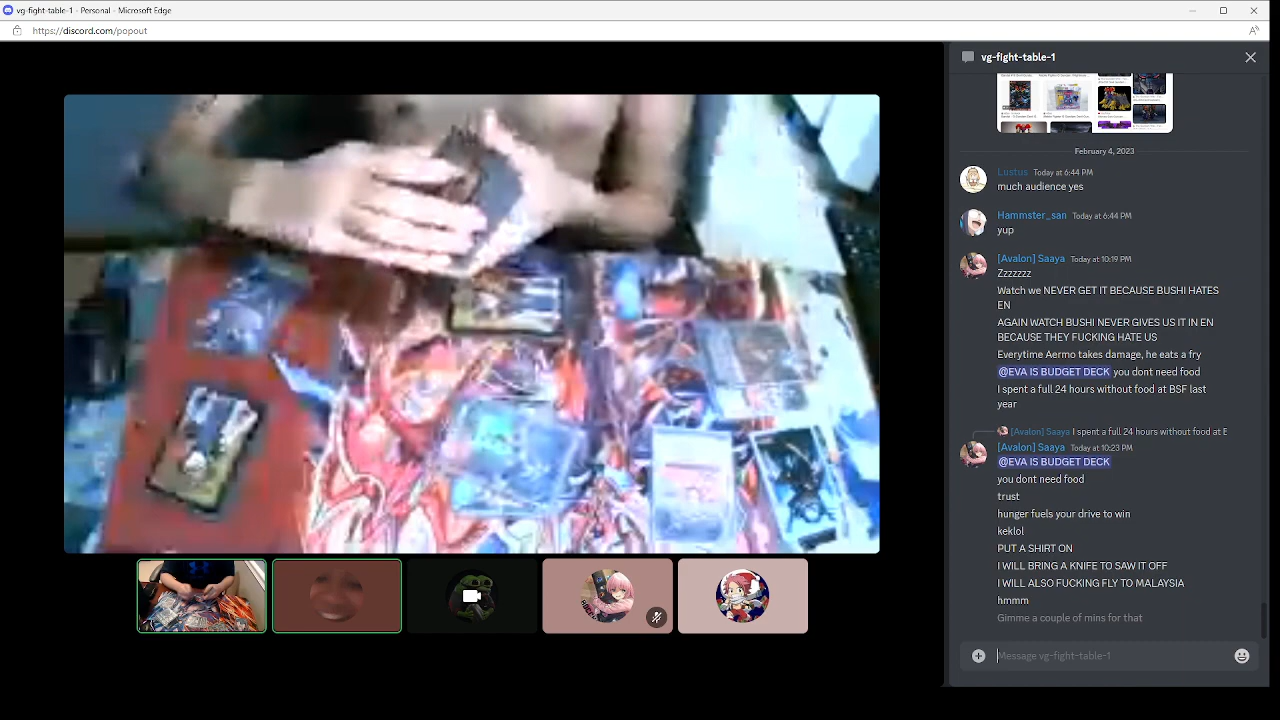 vg-fight-table-1 - Personal - Microsoft Edge
https://discord.com/popout
vg-fight-table-1
February 4, 2023
Lustus Today at 6:44 PM
much audience yes
Hammster_san Today at 6:44 PM
yup
[Avalon] Saaya Today at 10:19 PM
Zzzzzzz
Watch we NEVER GET IT BECAUSE BUSHI HATES
EN
AGAIN WATCH BUSHI NEVER GIVES US IT IN EN
BECAUSE THEY FUCKING HATE US
Everytime Aermo takes damage, he eats a fry
@EVA IS BUDGET DECK you dont need food
I spent a full 24 hours without food at BSF last
year
[Avalon] Saaya I spent a full 24 hours without food at E
[Avalon] Saaya Today at 10:23 PM
@EVA IS BUDGET DECK
you dont need food
trust
hunger fuels your drive to win
keklol
PUT A SHIRT ON
I WILL BRING A KNIFE TO SAW IT OFF
I WILL ALSO FUCKING FLY TO MALAYSIA
hmmm
Gimme a couple of mins for that
Message vg-fight-table-1